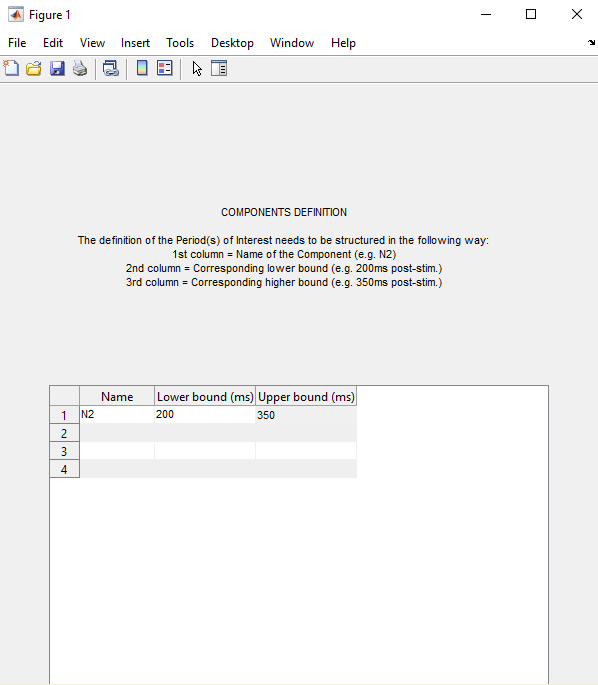 Figure 1
File Edit View Insert Tools Desktop Window Help
COMPONENTS DEFINITION
The definition of the Period(s) of Interest needs to be structured in the following way:
1st column = Name of the Component (e.g. N2)
2nd column = Corresponding lower bound (e.g. 200ms post-stim.)
3rd column = Corresponding higher bound (e.g. 350ms post-stim.)
Name Lower bound (ms) Upper bound (ms)
1 N2 200 350
2
3
4